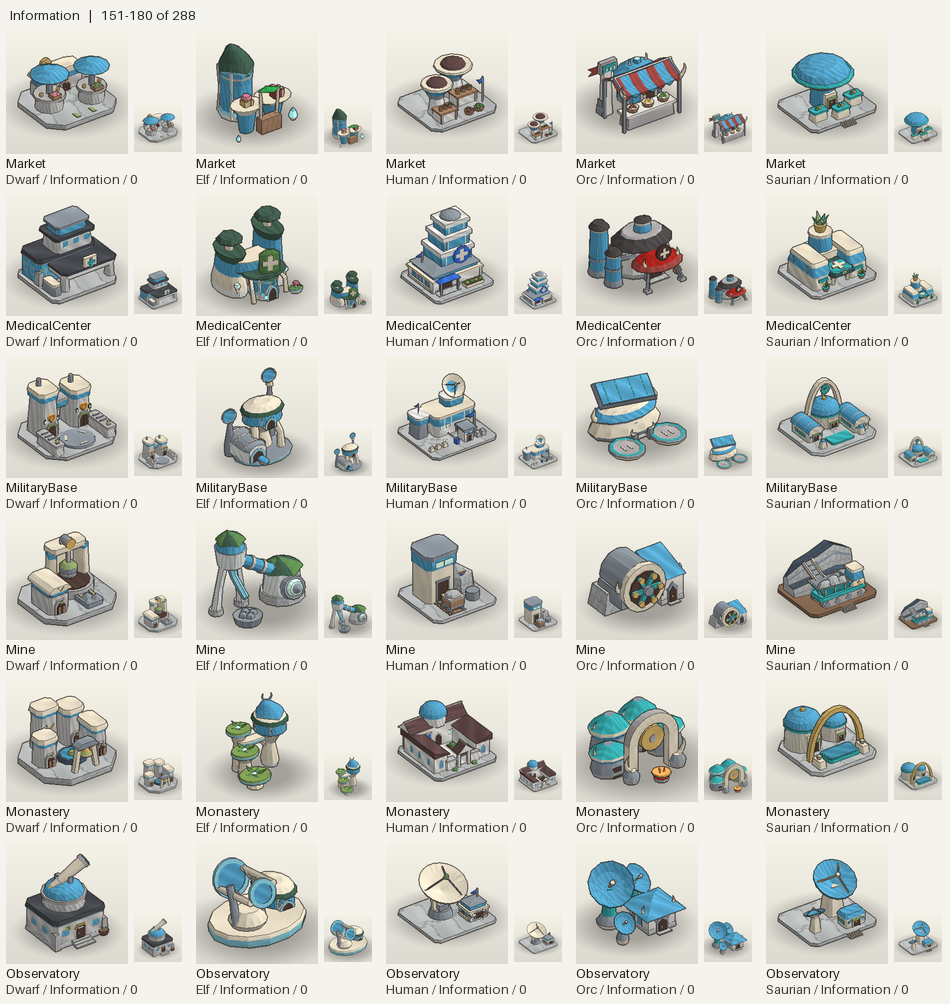 Information | 151-180 of 288
Market Market Market Market Market
Dwarf / Information / 0 Elf / Information / 0 Human / Information / 0 Orc / Information / 0 Saurian / Information / 0
MedicalCenter MedicalCenter MedicalCenter MedicalCenter MedicalCenter
Dwarf / Information / 0 Elf / Information / 0 Human / Information / 0 Orc / Information / 0 Saurian / Information / 0
MilitaryBase MilitaryBase MilitaryBase MilitaryBase MilitaryBase
Dwarf / Information / 0 Elf / Information / 0 Human / Information / 0 Orc / Information / 0 Saurian / Information / 0
Mine Mine Mine Mine Mine
Dwarf / Information / 0 Elf / Information / 0 Human / Information / 0 Orc / Information / 0 Saurian / Information / 0
Monastery Monastery Monastery Monastery Monastery
Dwarf / Information / 0 Elf / Information / 0 Human / Information / 0 Orc / Information / 0 Saurian / Information / 0
Observatory Observatory Observatory Observatory Observatory
Dwarf / Information / 0 Elf / Information / 0 Human / Information / 0 Orc / Information / 0 Saurian / Information / 0